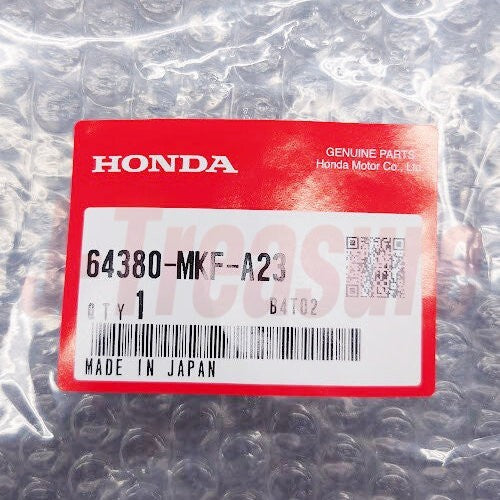 HONDA
GENUINE PARTS
Honda Motor Co., Ltd
64380-MKF-A23
QTY 1 B4T02
MADE IN JAPAN